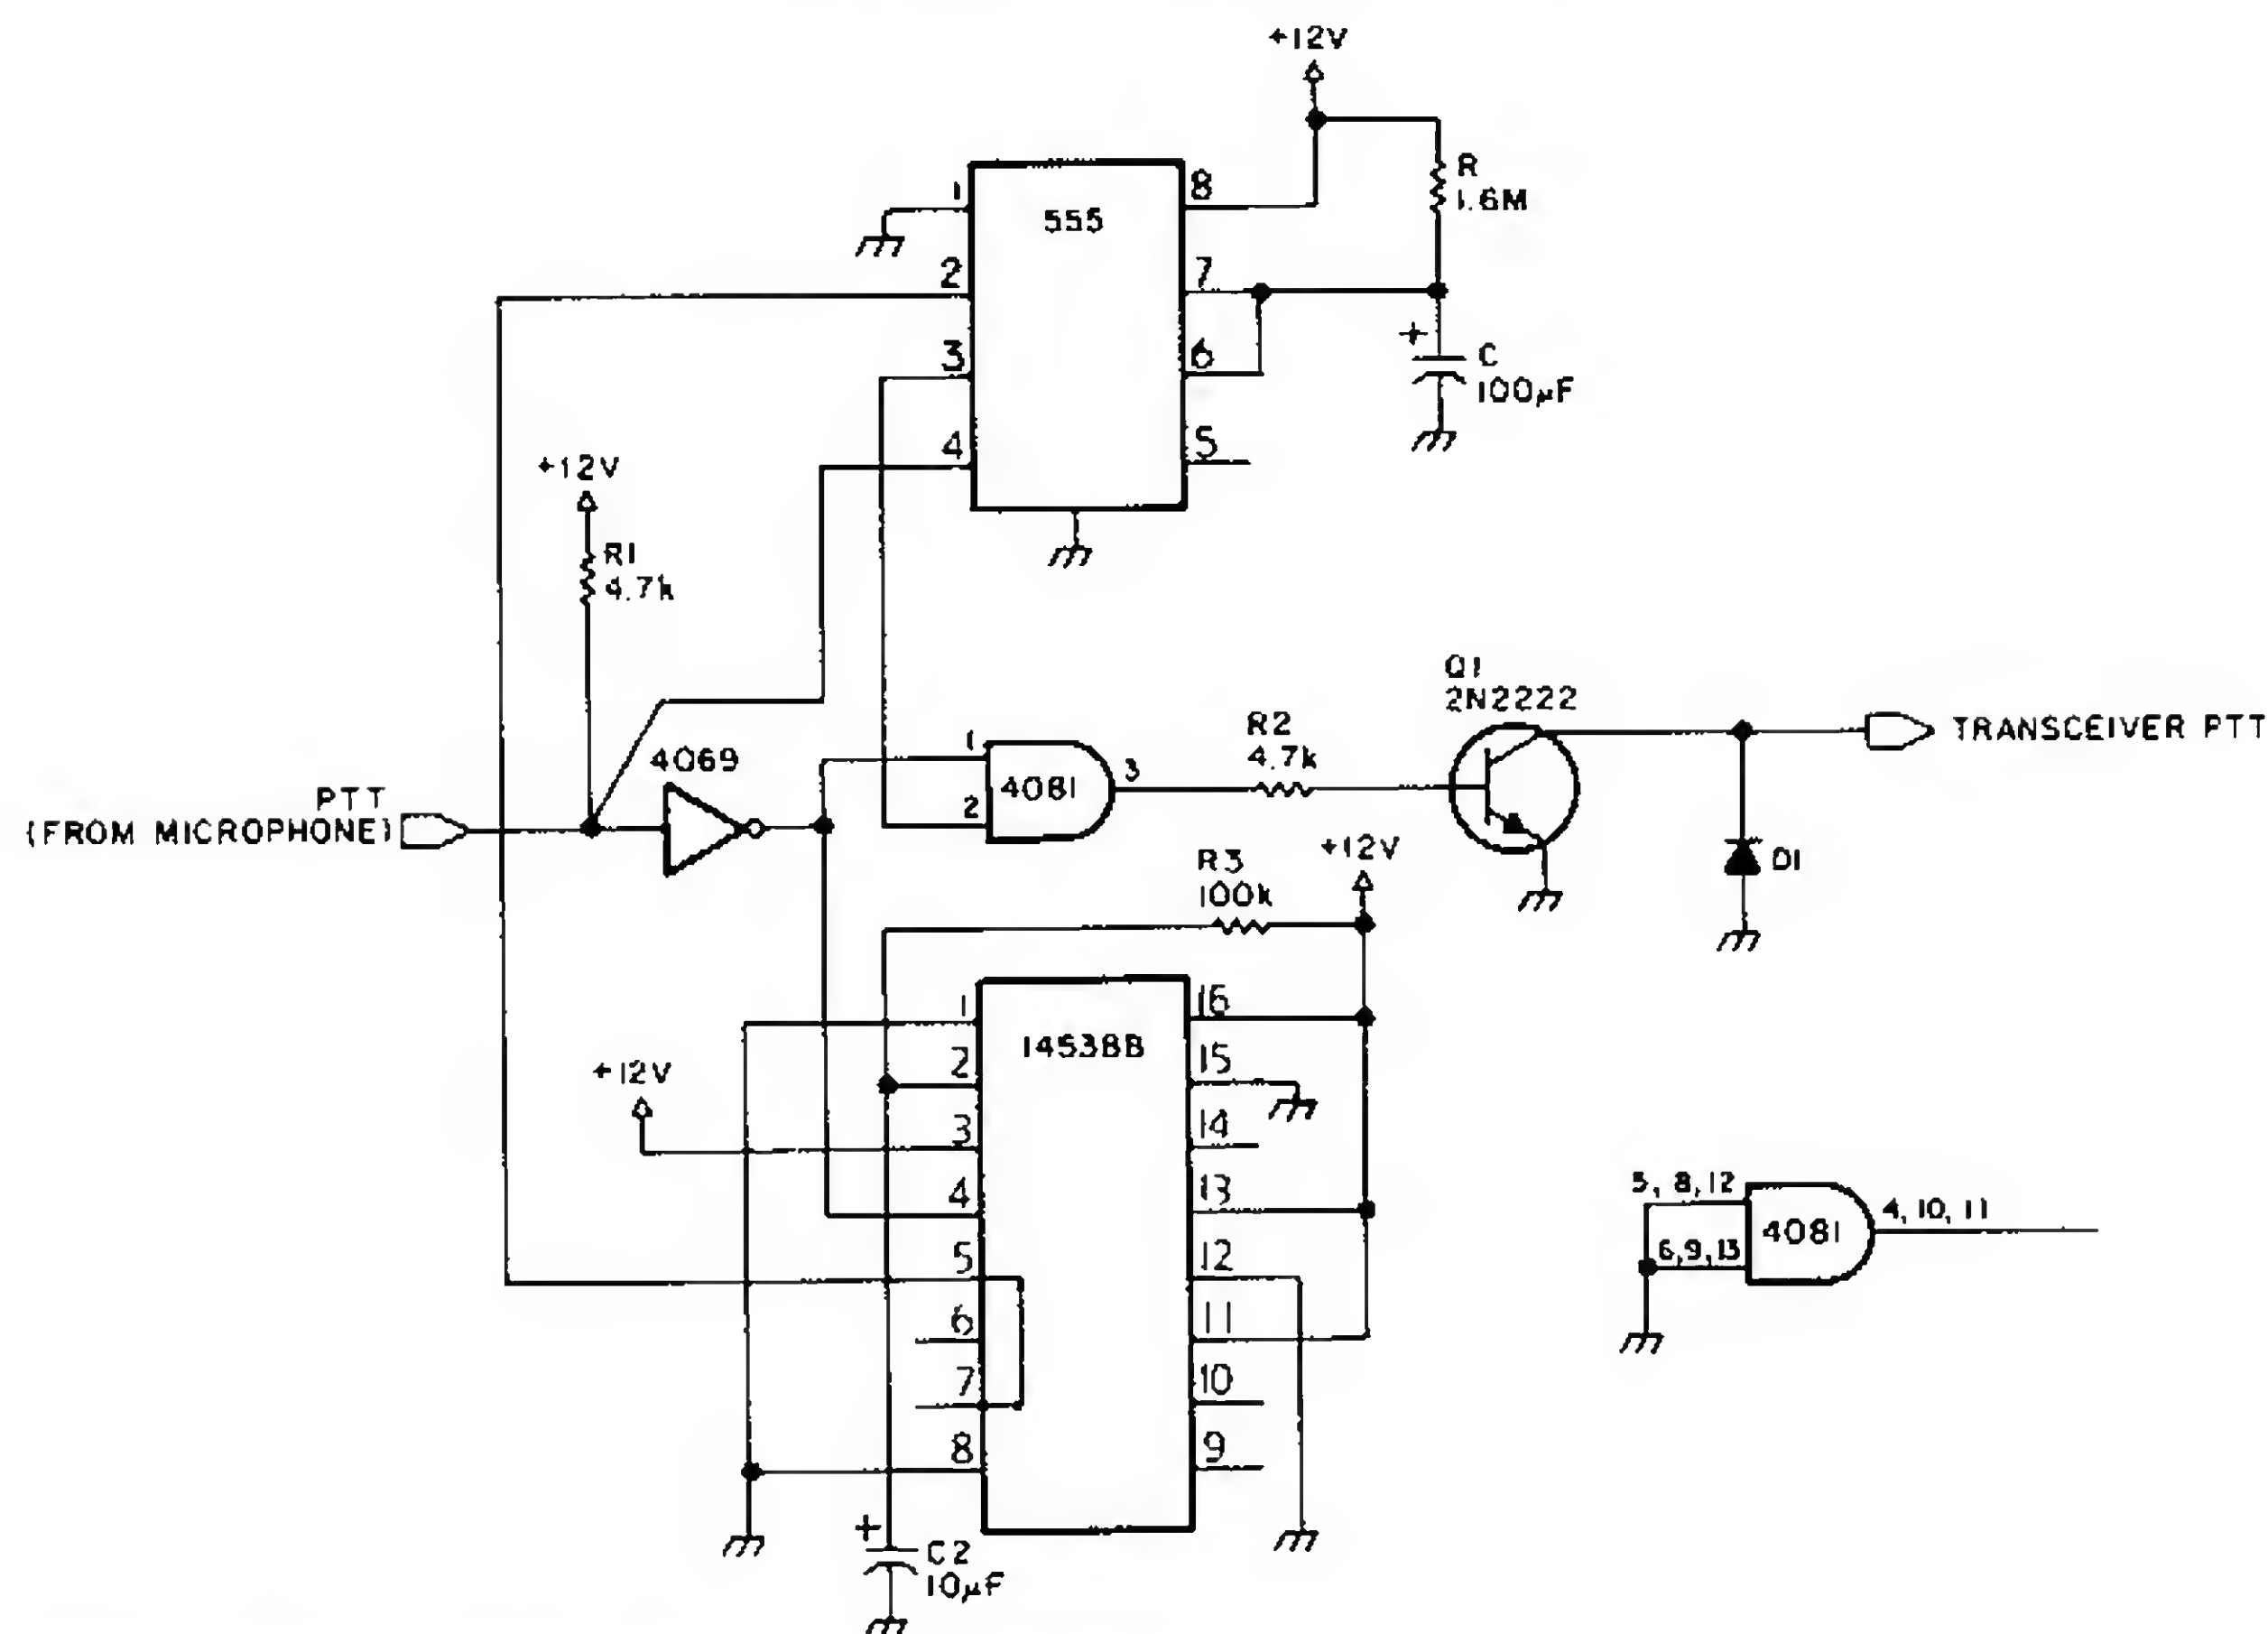 +12V
R
1.6M
1
8
555
2
7
3
6
+
C
100µF
4
5
+12V
R1
4.7k
Q1
2N2222
R2
4.7k
TRANSCEIVER PTT
4069
1
4081
3
2
PTT
(FROM MICROPHONE)
+12V
D1
R3
100k
1
16
14538B
2
15
+12V
3
14
4
13
5, 8, 12
4081
4, 10, 11
6, 9, 13
5
12
6
11
7
10
8
9
+
C2
10µF